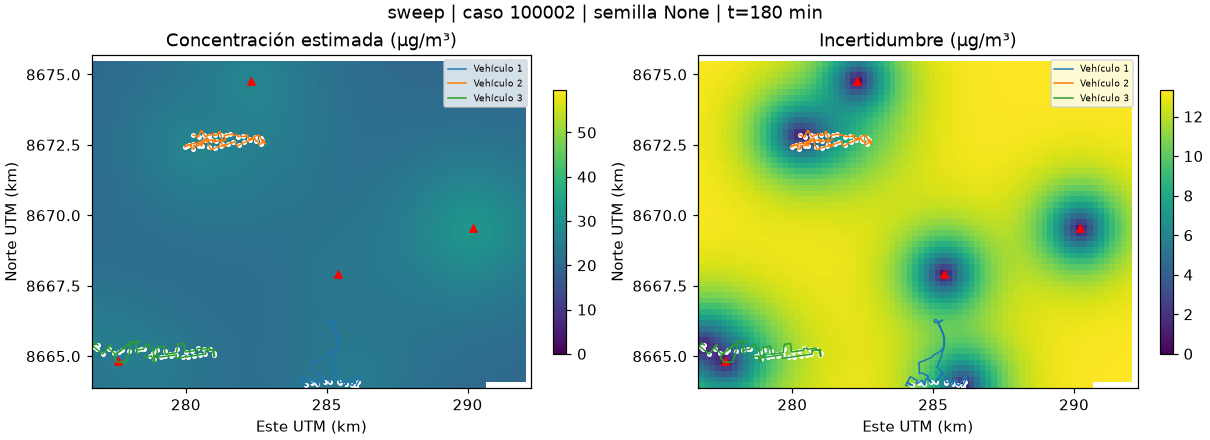 sweep | caso 100002 | semilla None | t=180 min
Concentración estimada (µg/m³)
Vehículo 1
Vehículo 2
Vehículo 3
8675.0
8672.5
8670.0
8667.5
8665.0
280
285
290
Norte UTM (km)
Este UTM (km)
50
40
30
20
10
0
Incertidumbre (µg/m³)
Vehículo 1
Vehículo 2
Vehículo 3
8675.0
8672.5
8670.0
8667.5
8665.0
280
285
290
Norte UTM (km)
Este UTM (km)
12
10
8
6
4
2
0